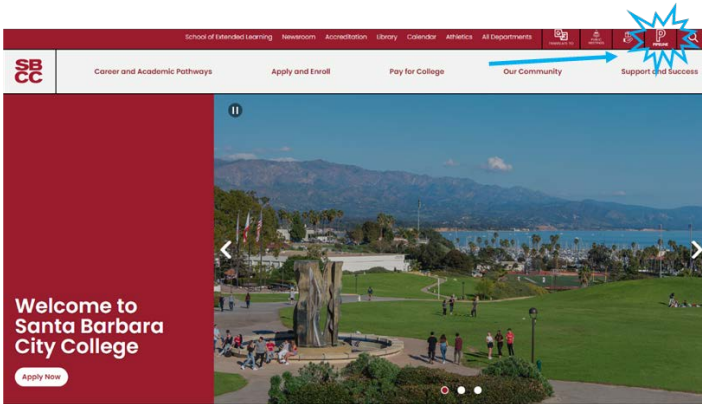 School of Extended Learning Newsroom Accreditation Library Calendar Athletics All Departments
PIPELINE
SB
CC
Career and Academic Pathways Apply and Enroll Pay for College Our Community Support and Success
Welcome to
Santa Barbara
City College
Apply Now